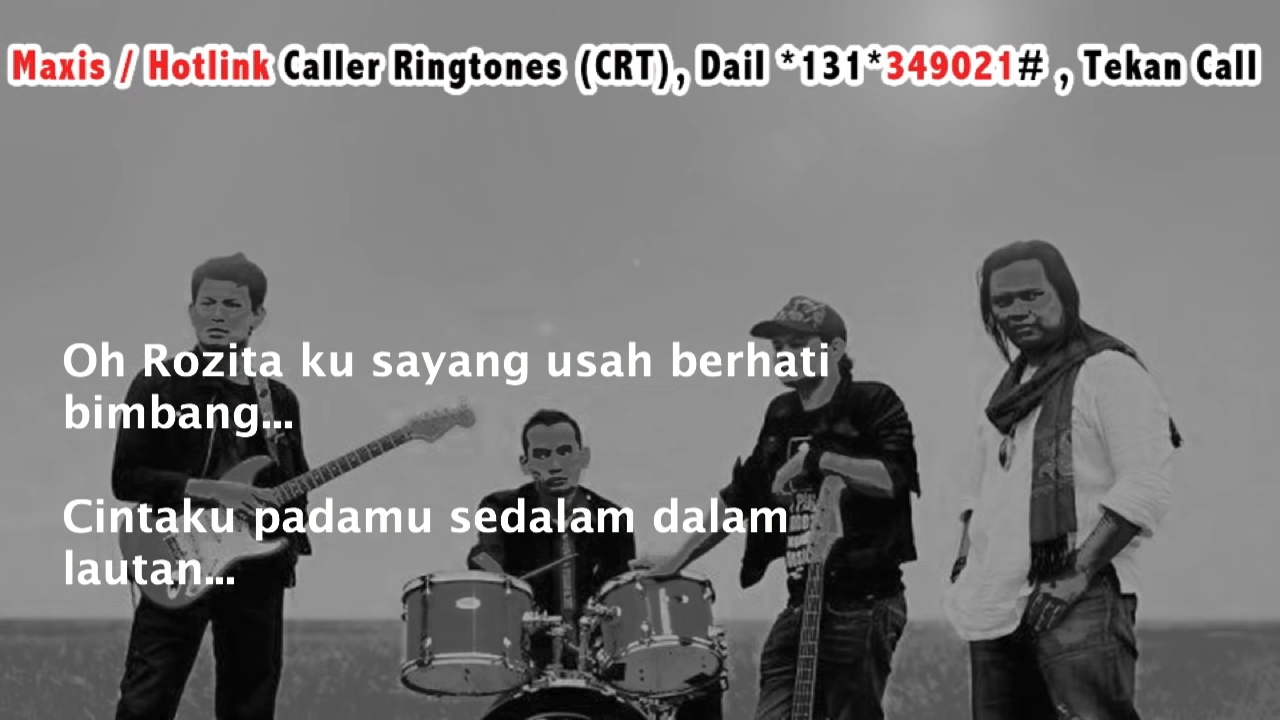 Maxis / Hotlink Caller Ringtones (CRT), Dail *131*349021# , Tekan Call
Oh Rozita ku sayang usah berhati
bimbang...
Cintaku padamu sedalam dalam
lautan...